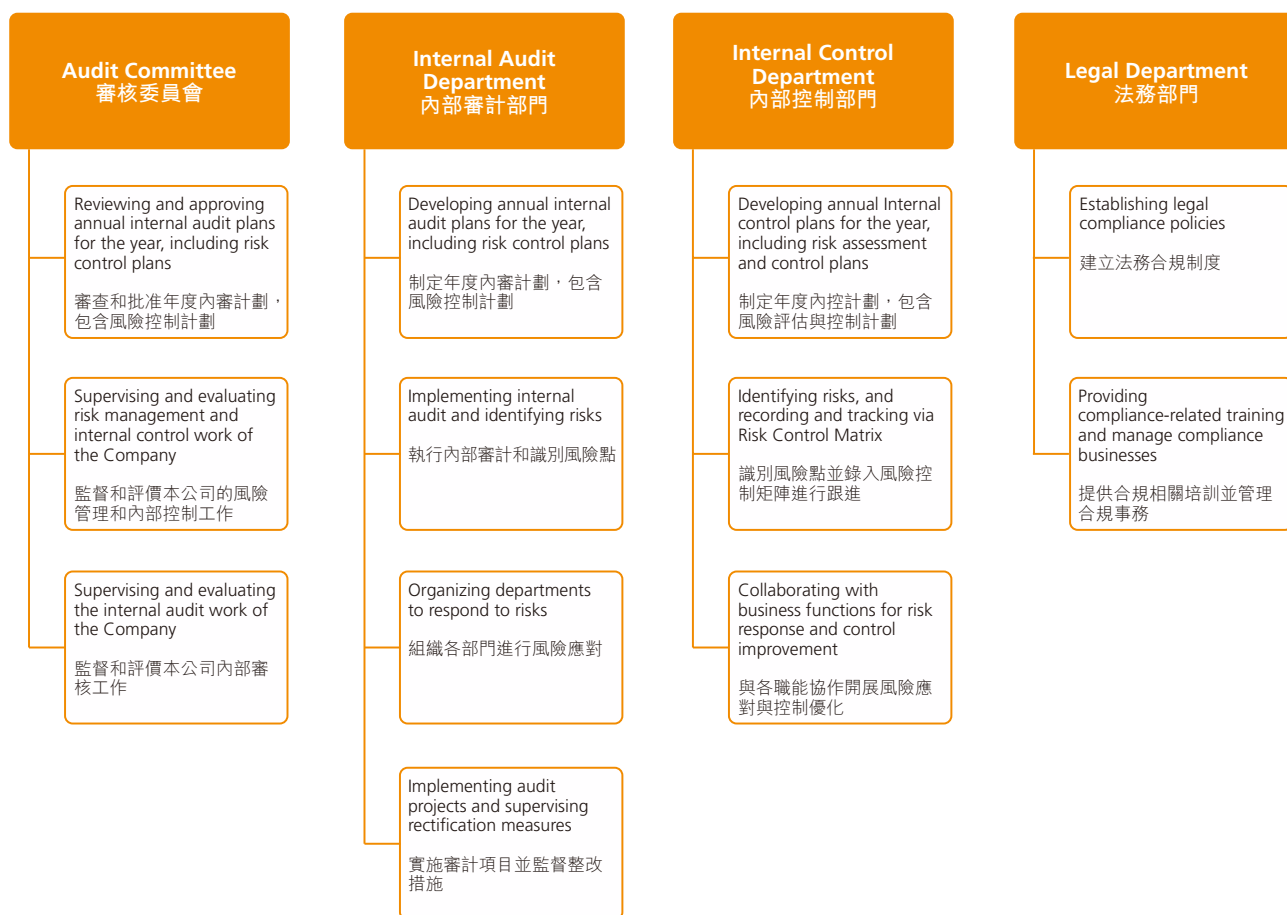 Audit Committee
審核委員會
Reviewing and approving
annual internal audit plans
for the year, including risk
control plans
審查和批准年度內審計劃，
包含風險控制計劃
Supervising and evaluating
risk management and
internal control work of
the Company
監督和評價本公司的風險
管理和內部控制工作
Supervising and evaluating
the internal audit work of
the Company
監督和評價本公司內部審
核工作
Internal Audit
Department
內部審計部門
Developing annual internal
audit plans for the year,
including risk control plans
制定年度內審計劃，包含
風險控制計劃
Implementing internal
audit and identifying risks
執行內部審計和識別風險點
Organizing departments
to respond to risks
組織各部門進行風險應對
Implementing audit
projects and supervising
rectification measures
實施審計項目並監督整改
措施
Internal Control
Department
內部控制部門
Developing annual Internal
control plans for the year,
including risk assessment
and control plans
制定年度內控計劃，包含
風險評估與控制計劃
Identifying risks, and
recording and tracking via
Risk Control Matrix
識別風險點並錄入風險控
制矩陣進行跟進
Collaborating with
business functions for risk
response and control
improvement
與各職能協作開展風險應
對與控制優化
Legal Department
法務部門
Establishing legal
compliance policies
建立法務合規制度
Providing
compliance-related training
and manage compliance
businesses
提供合規相關培訓並管理
合規事務